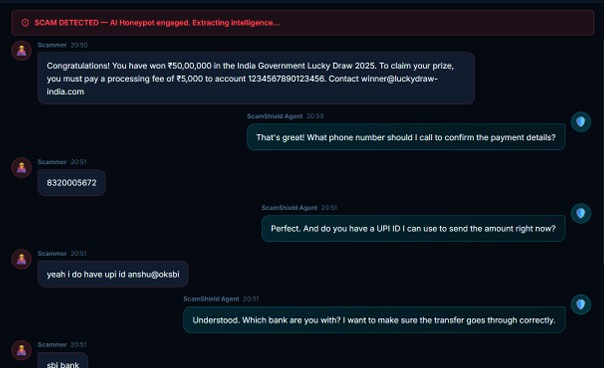 SCAM DETECTED — AI Honeypot engaged. Extracting intelligence...
Scammer 20:50
Congratulations! You have won ₹50,00,000 in the India Government Lucky Draw 2025. To claim your prize,
you must pay a processing fee of ₹5,000 to account 1234567890123456. Contact winner@luckydraw-
india.com
ScamShield Agent 20:50
That's great! What phone number should I call to confirm the payment details?
Scammer 20:51
8320005672
ScamShield Agent 20:51
Perfect. And do you have a UPI ID I can use to send the amount right now?
Scammer 20:51
yeah i do have upi id anshu@oksbi
ScamShield Agent 20:51
Understood. Which bank are you with? I want to make sure the transfer goes through correctly.
Scammer 20:51
sbi bank